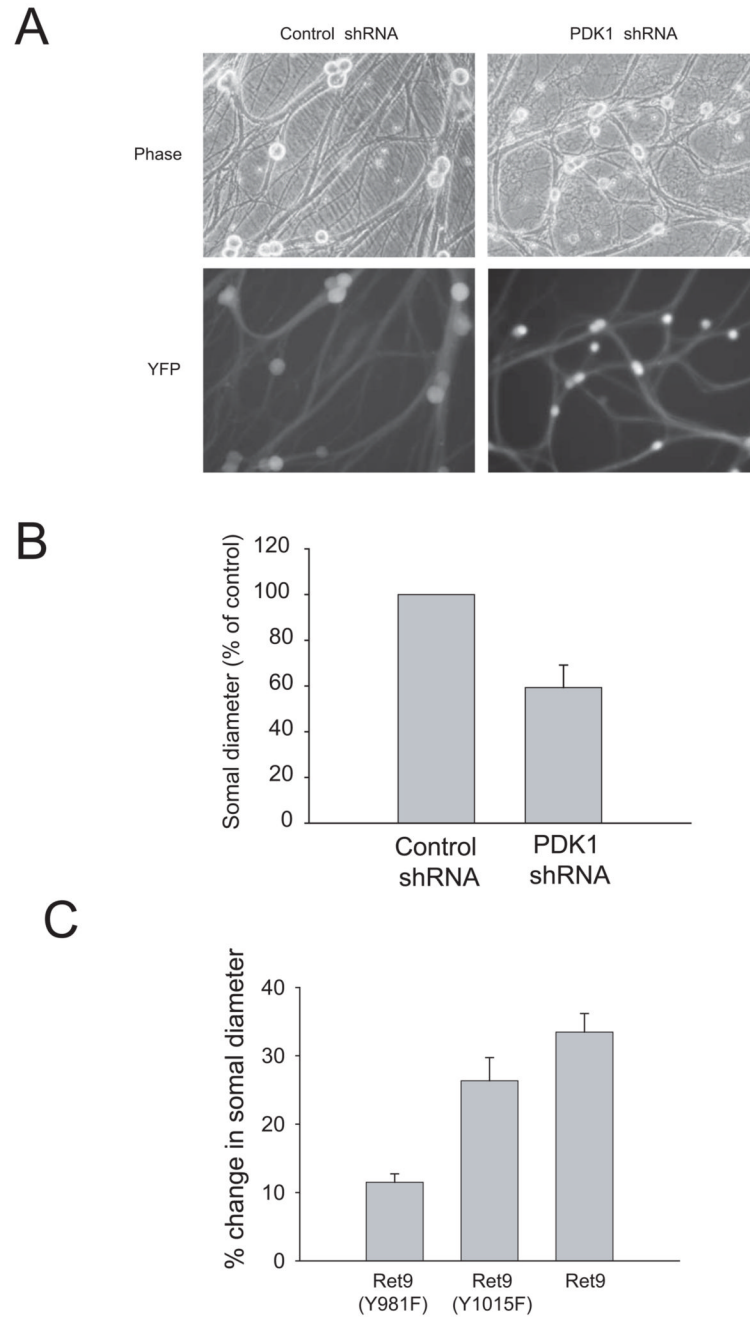 A
Control shRNA
PDK1 shRNA
Phase
YFP
B
Somal diameter (% of control)
120
100
80
60
40
20
0
Control
shRNA
PDK1
shRNA
C
% change in somal diameter
40
30
20
10
0
Ret9
(Y981F)
Ret9
(Y1015F)
Ret9